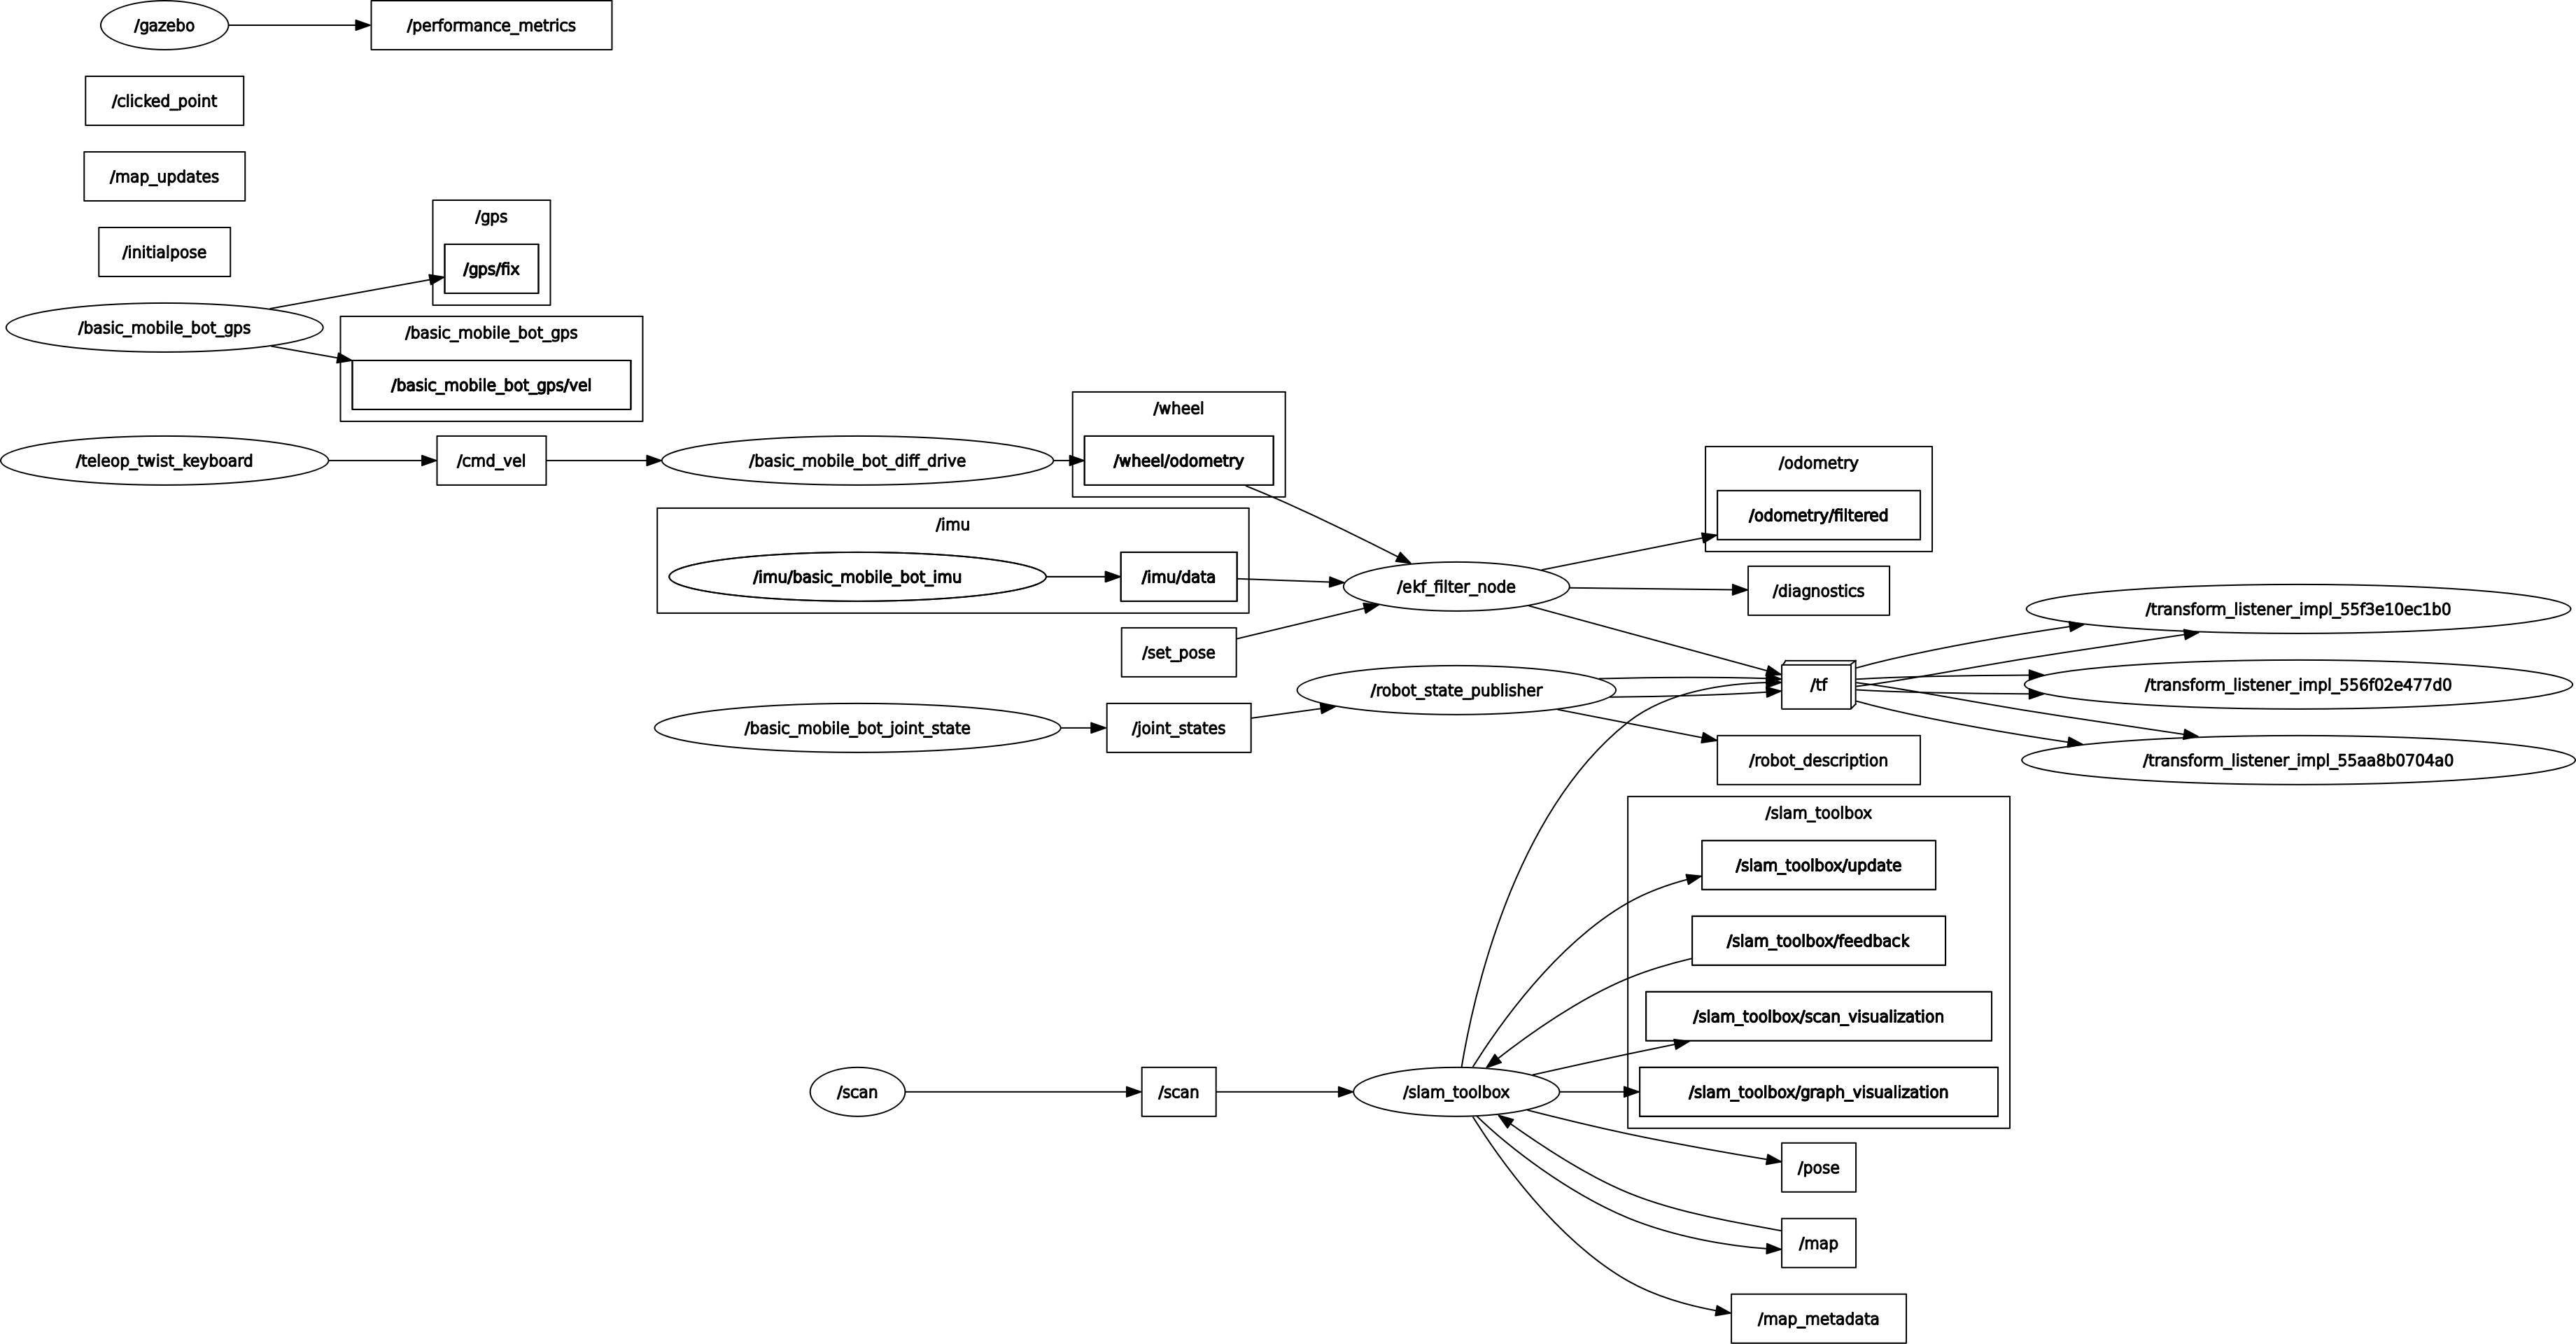 /gazebo
/performance_metrics
/clicked_point
/map_updates
/initialpose
/gps
/gps/fix
/basic_mobile_bot_gps
/basic_mobile_bot_gps
/basic_mobile_bot_gps/vel
/teleop_twist_keyboard
/cmd_vel
/basic_mobile_bot_diff_drive
/wheel
/wheel/odometry
/imu
/imu/basic_mobile_bot_imu
/imu/data
/set_pose
/basic_mobile_bot_joint_state
/joint_states
/ekf_filter_node
/robot_state_publisher
/odometry
/odometry/filtered
/diagnostics
/tf
/robot_description
/transform_listener_impl_55f3e10ec1b0
/transform_listener_impl_556f02e477d0
/transform_listener_impl_55aa8b0704a0
/slam_toolbox
/slam_toolbox/update
/slam_toolbox/feedback
/slam_toolbox/scan_visualization
/slam_toolbox/graph_visualization
/scan
/scan
/slam_toolbox
/pose
/map
/map_metadata